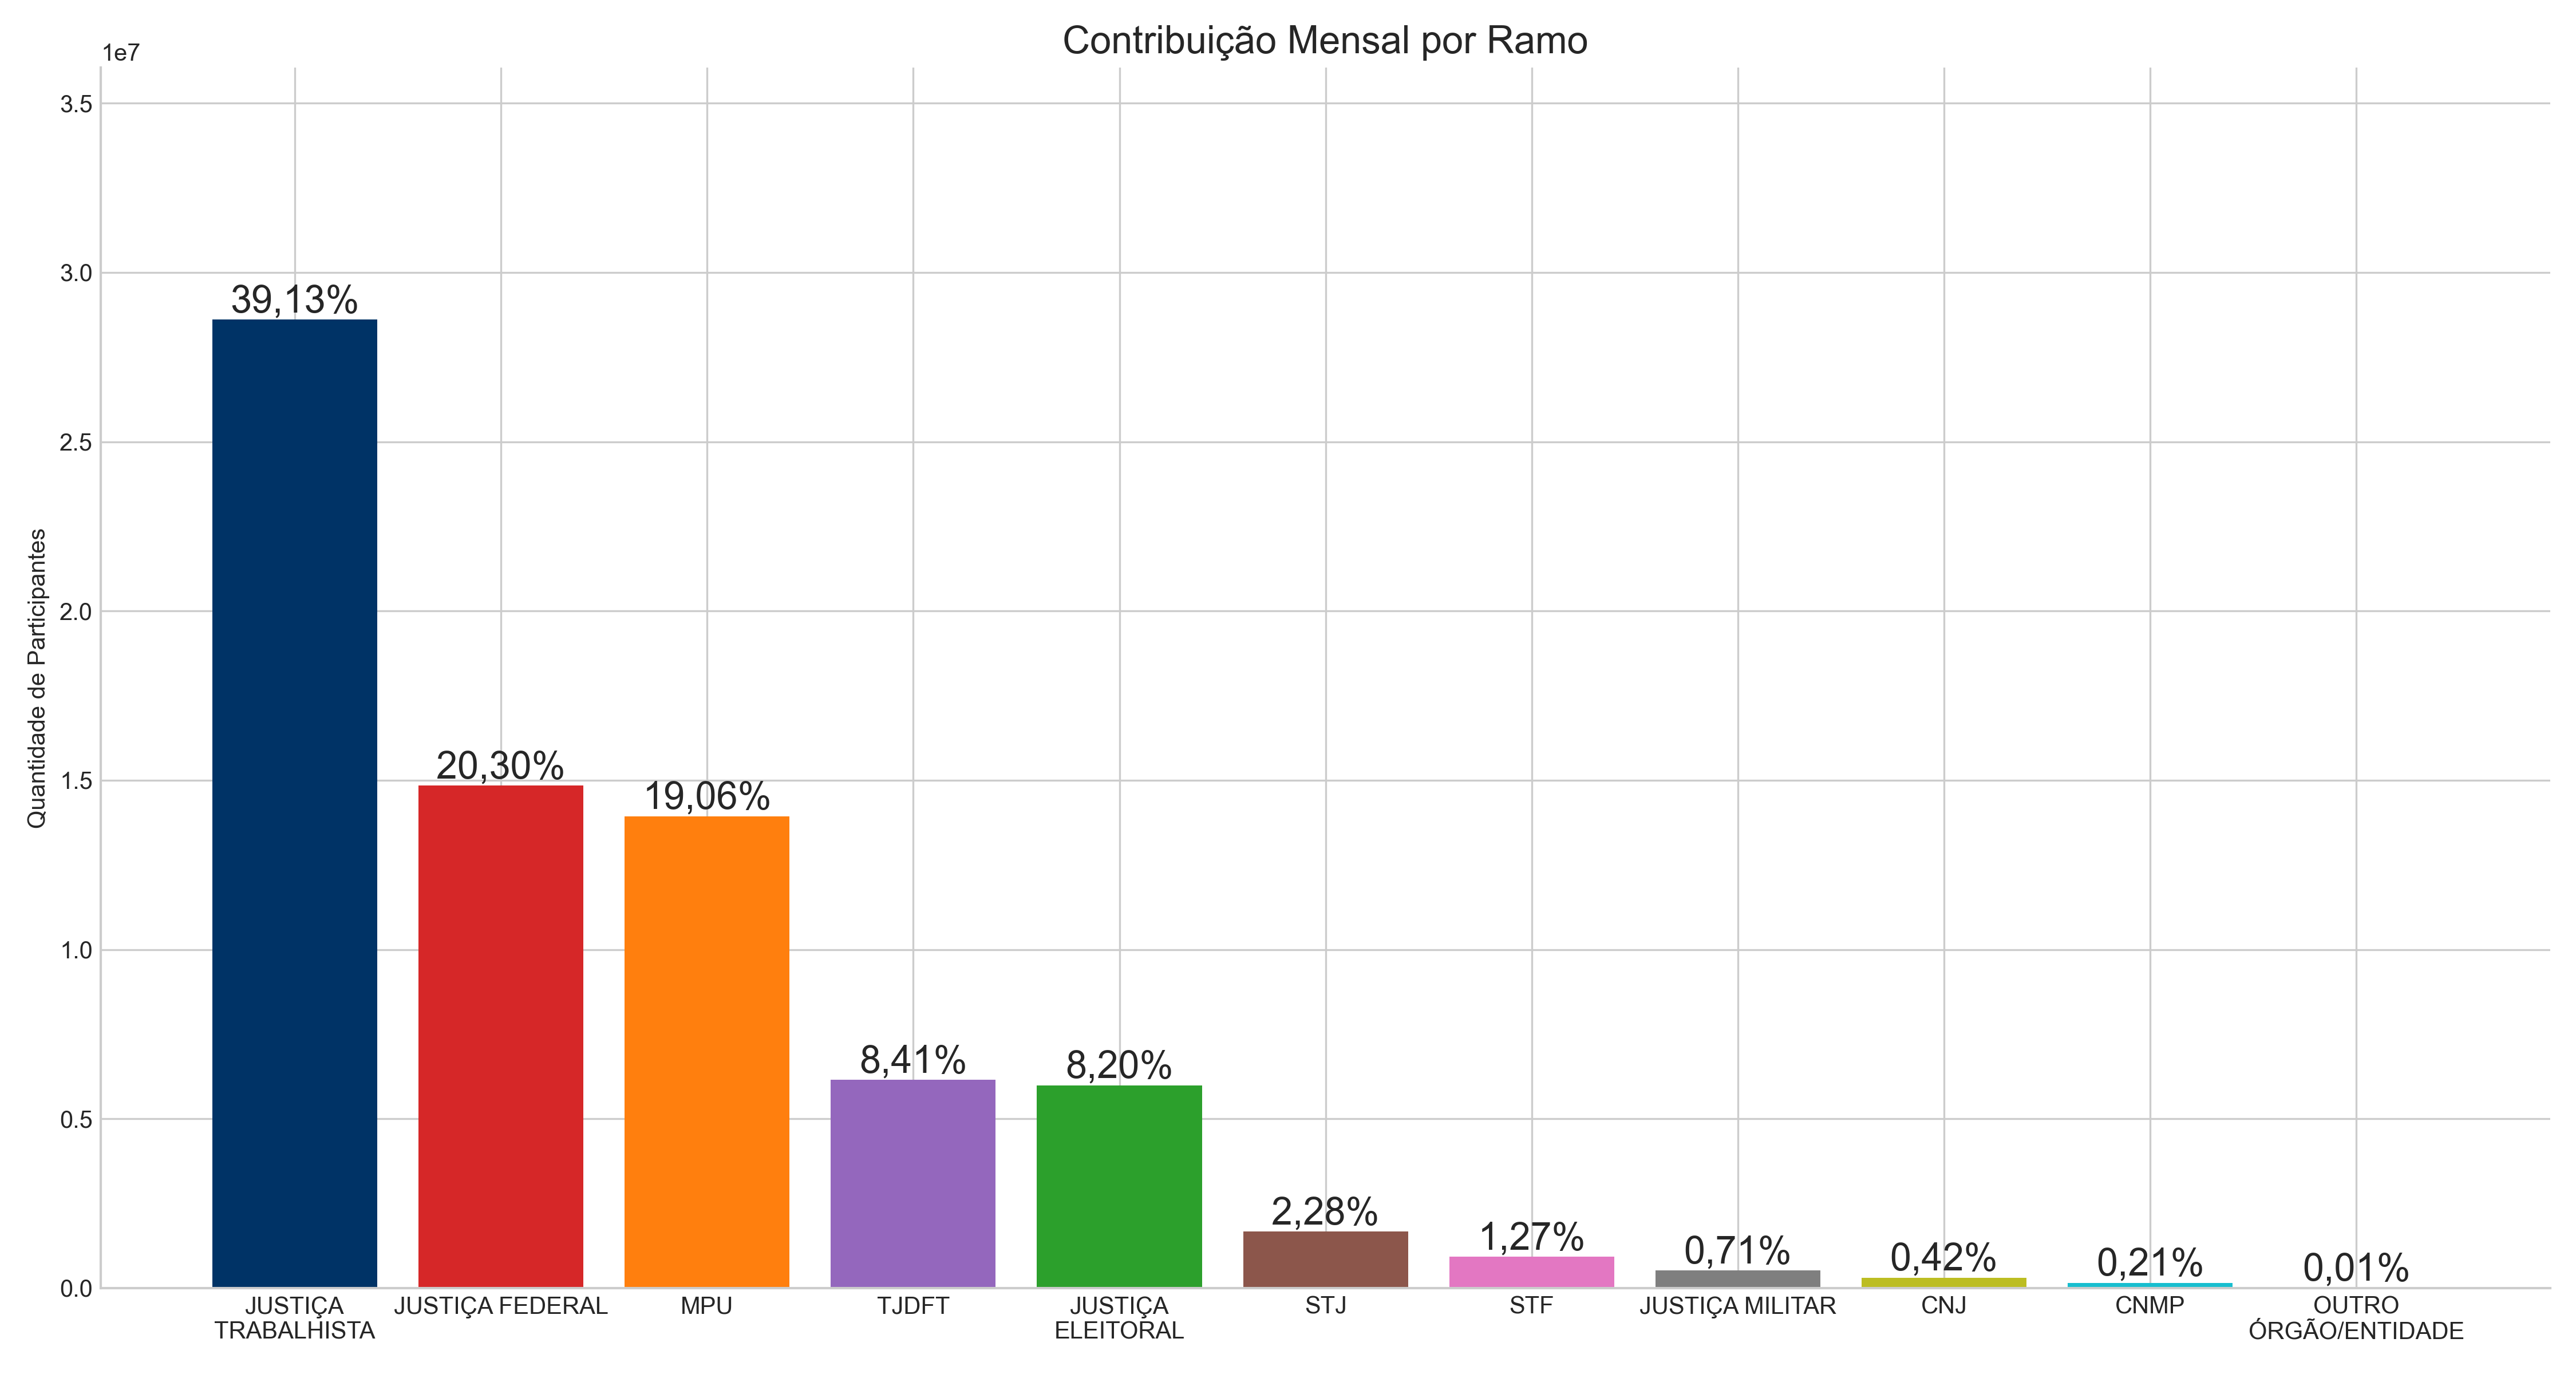 Contribuição Mensal por Ramo
1e7
3.5
3.0
2.5
2.0
1.5
1.0
0.5
0.0
Quantidade de Participantes
39,13%
20,30%
19,06%
8,41%
8,20%
2,28%
1,27%
0,71%
0,42%
0,21%
0,01%
JUSTIÇA
TRABALHISTA
JUSTIÇA FEDERAL
MPU
TJDFT
JUSTIÇA
ELEITORAL
STJ
STF
JUSTIÇA MILITAR
CNJ
CNMP
OUTRO
ÓRGÃO/ENTIDADE